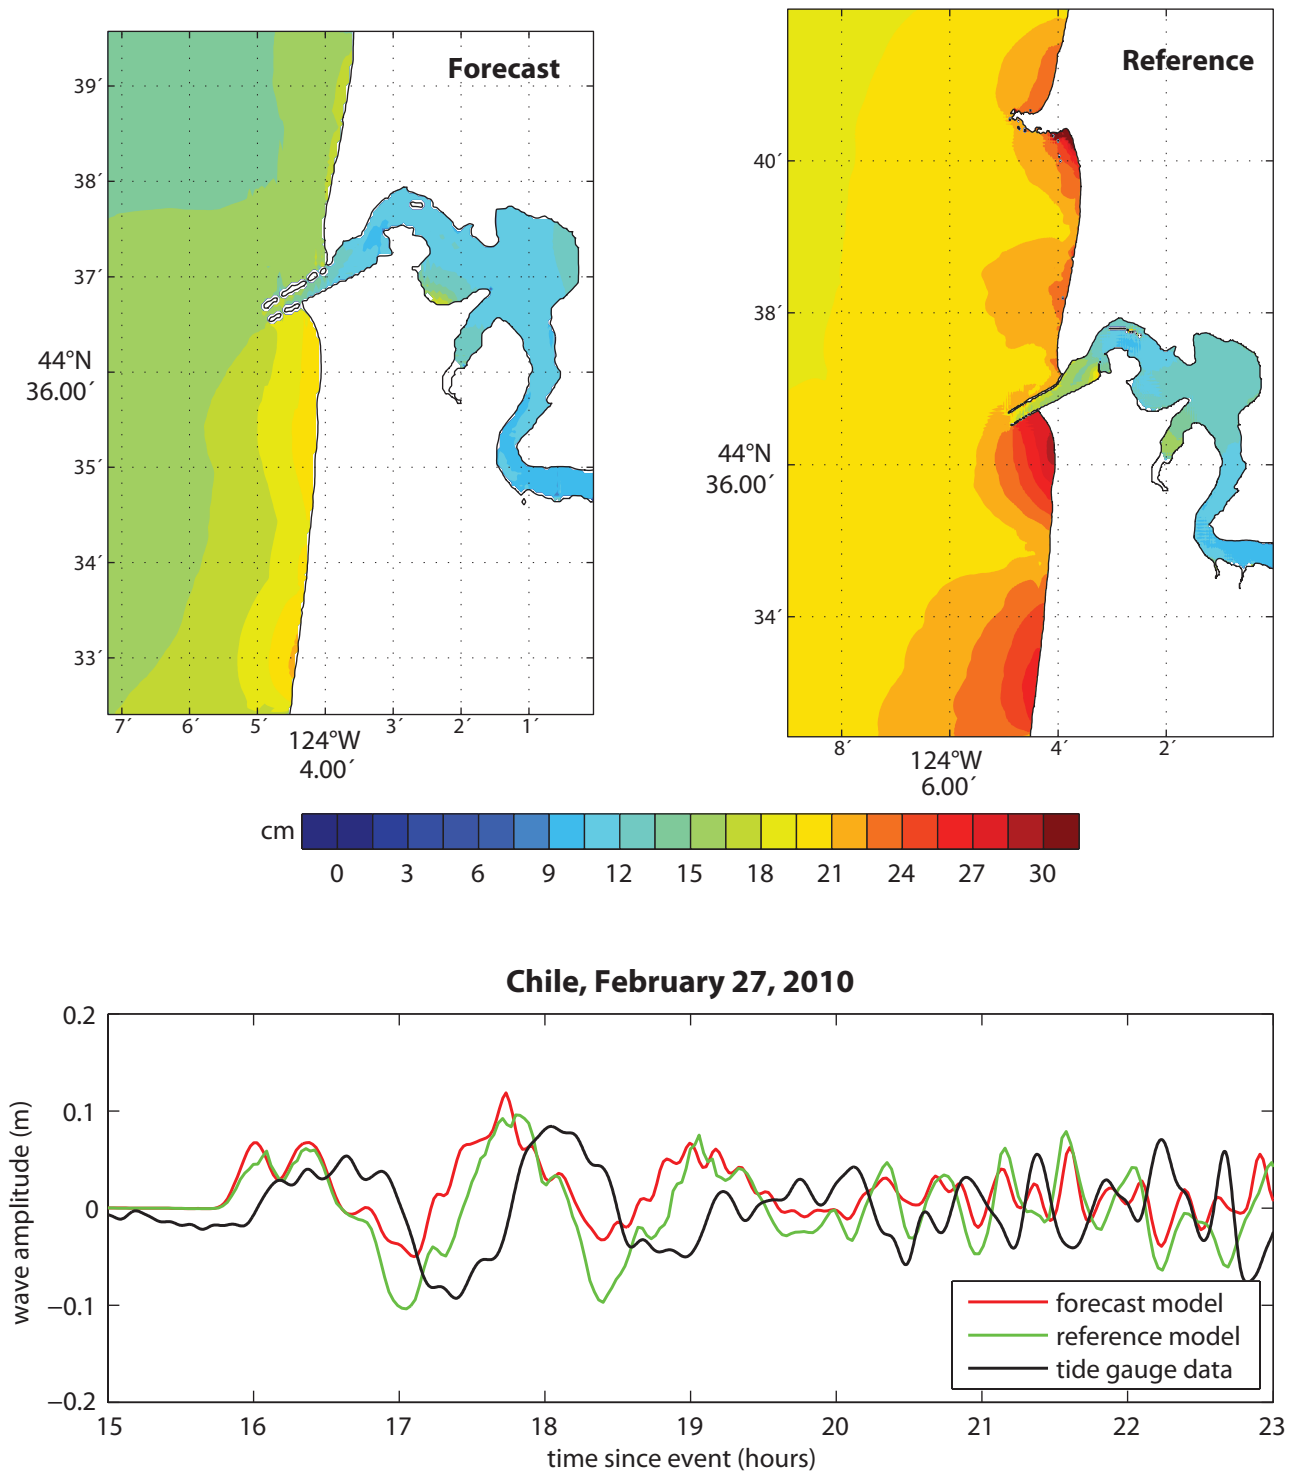 Forecast
39´
38´
37´
44°N
36.00´
35´
34´
33´
7´ 6´ 5´ 3´ 2´ 1´
124°W
4.00´
Reference
40´
38´
44°N
36.00´
34´
8´ 4´ 2´
124°W
6.00´
cm
0 3 6 9 12 15 18 21 24 27 30
Chile, February 27, 2010
wave amplitude (m)
0.2
0.1
0
−0.1
−0.2
forecast model
reference model
tide gauge data
15 16 17 18 19 20 21 22 23
time since event (hours)